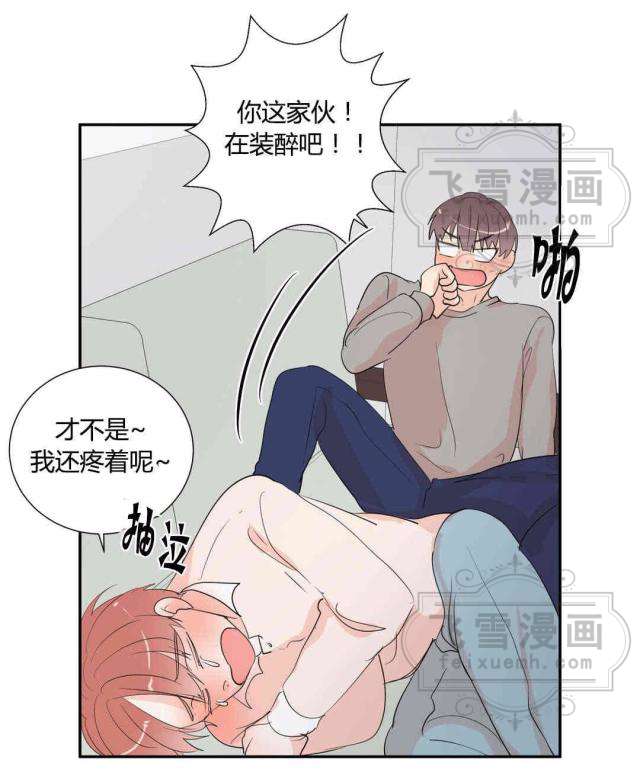 你这家伙！
在装醉吧！！
飞雪漫画
feixuemh.com
啪
才不是~
我还疼着呢~
抽泣
飞雪漫画
feixuemh.com